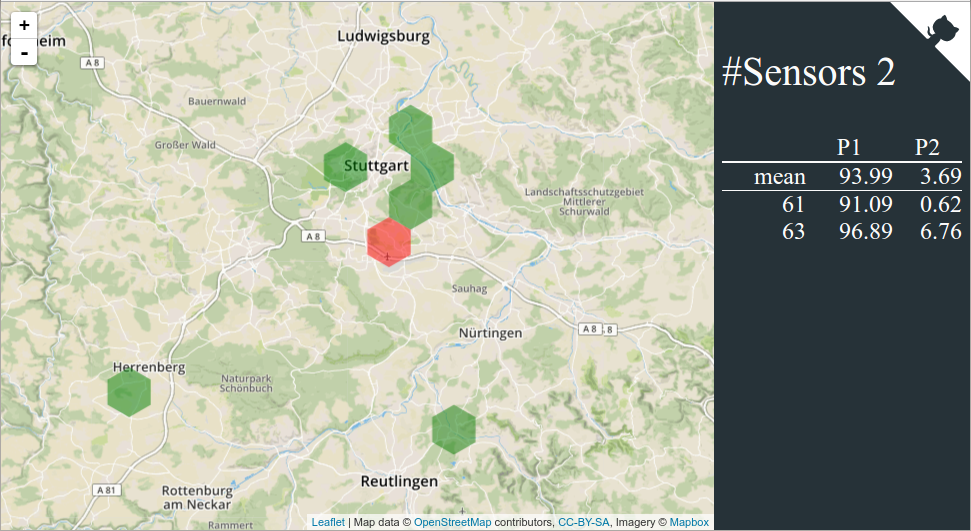 +
-
Ludwigsburg
A 8
Bauernwald
Großer Wald
Stuttgart
Landschaftsschutzgebiet
Mittlerer
Schurwald
A 8
Sauhag
Nürtingen
A 8
8
Herrenberg
Naturpark
Schönbuch
Reutlingen
A 81
Rottenburg
am Neckar
Rammert
Leaflet | Map data © OpenStreetMap contributors, CC-BY-SA, Imagery © Mapbox
#Sensors 2
P1 P2
mean 93.99 3.69
61 91.09 0.62
63 96.89 6.76